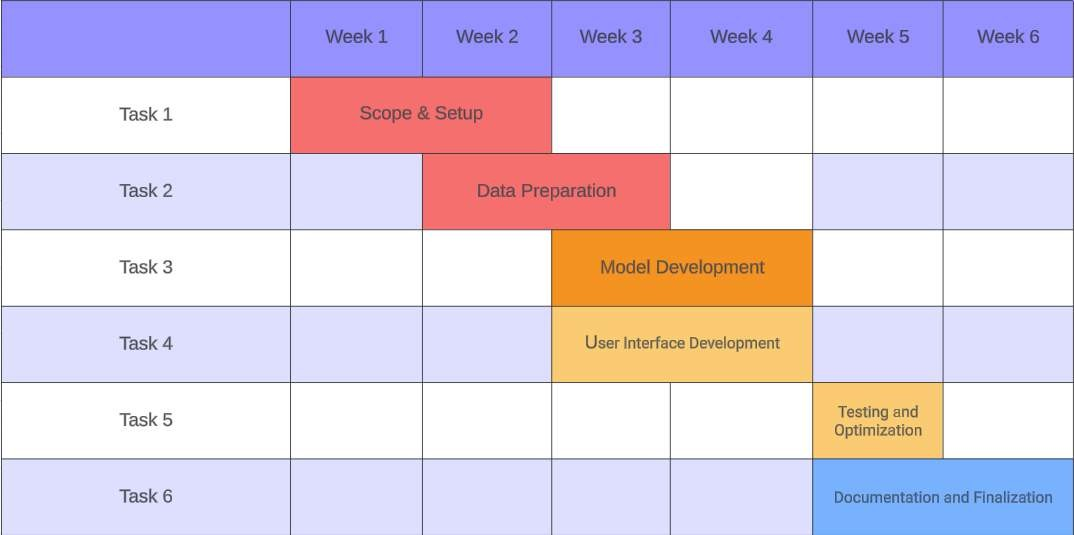 Week 1 Week 2 Week 3 Week 4 Week 5 Week 6
Task 1 Scope & Setup
Task 2 Data Preparation
Task 3 Model Development
Task 4 User Interface Development
Task 5 Testing and
Optimization
Task 6 Documentation and Finalization